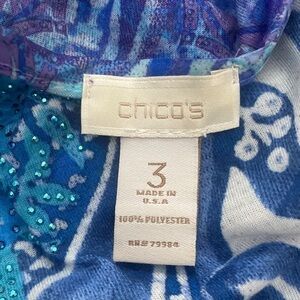 CHICO'S
3
MADE IN
U.S.A
100% POLYESTER
RN# 79984